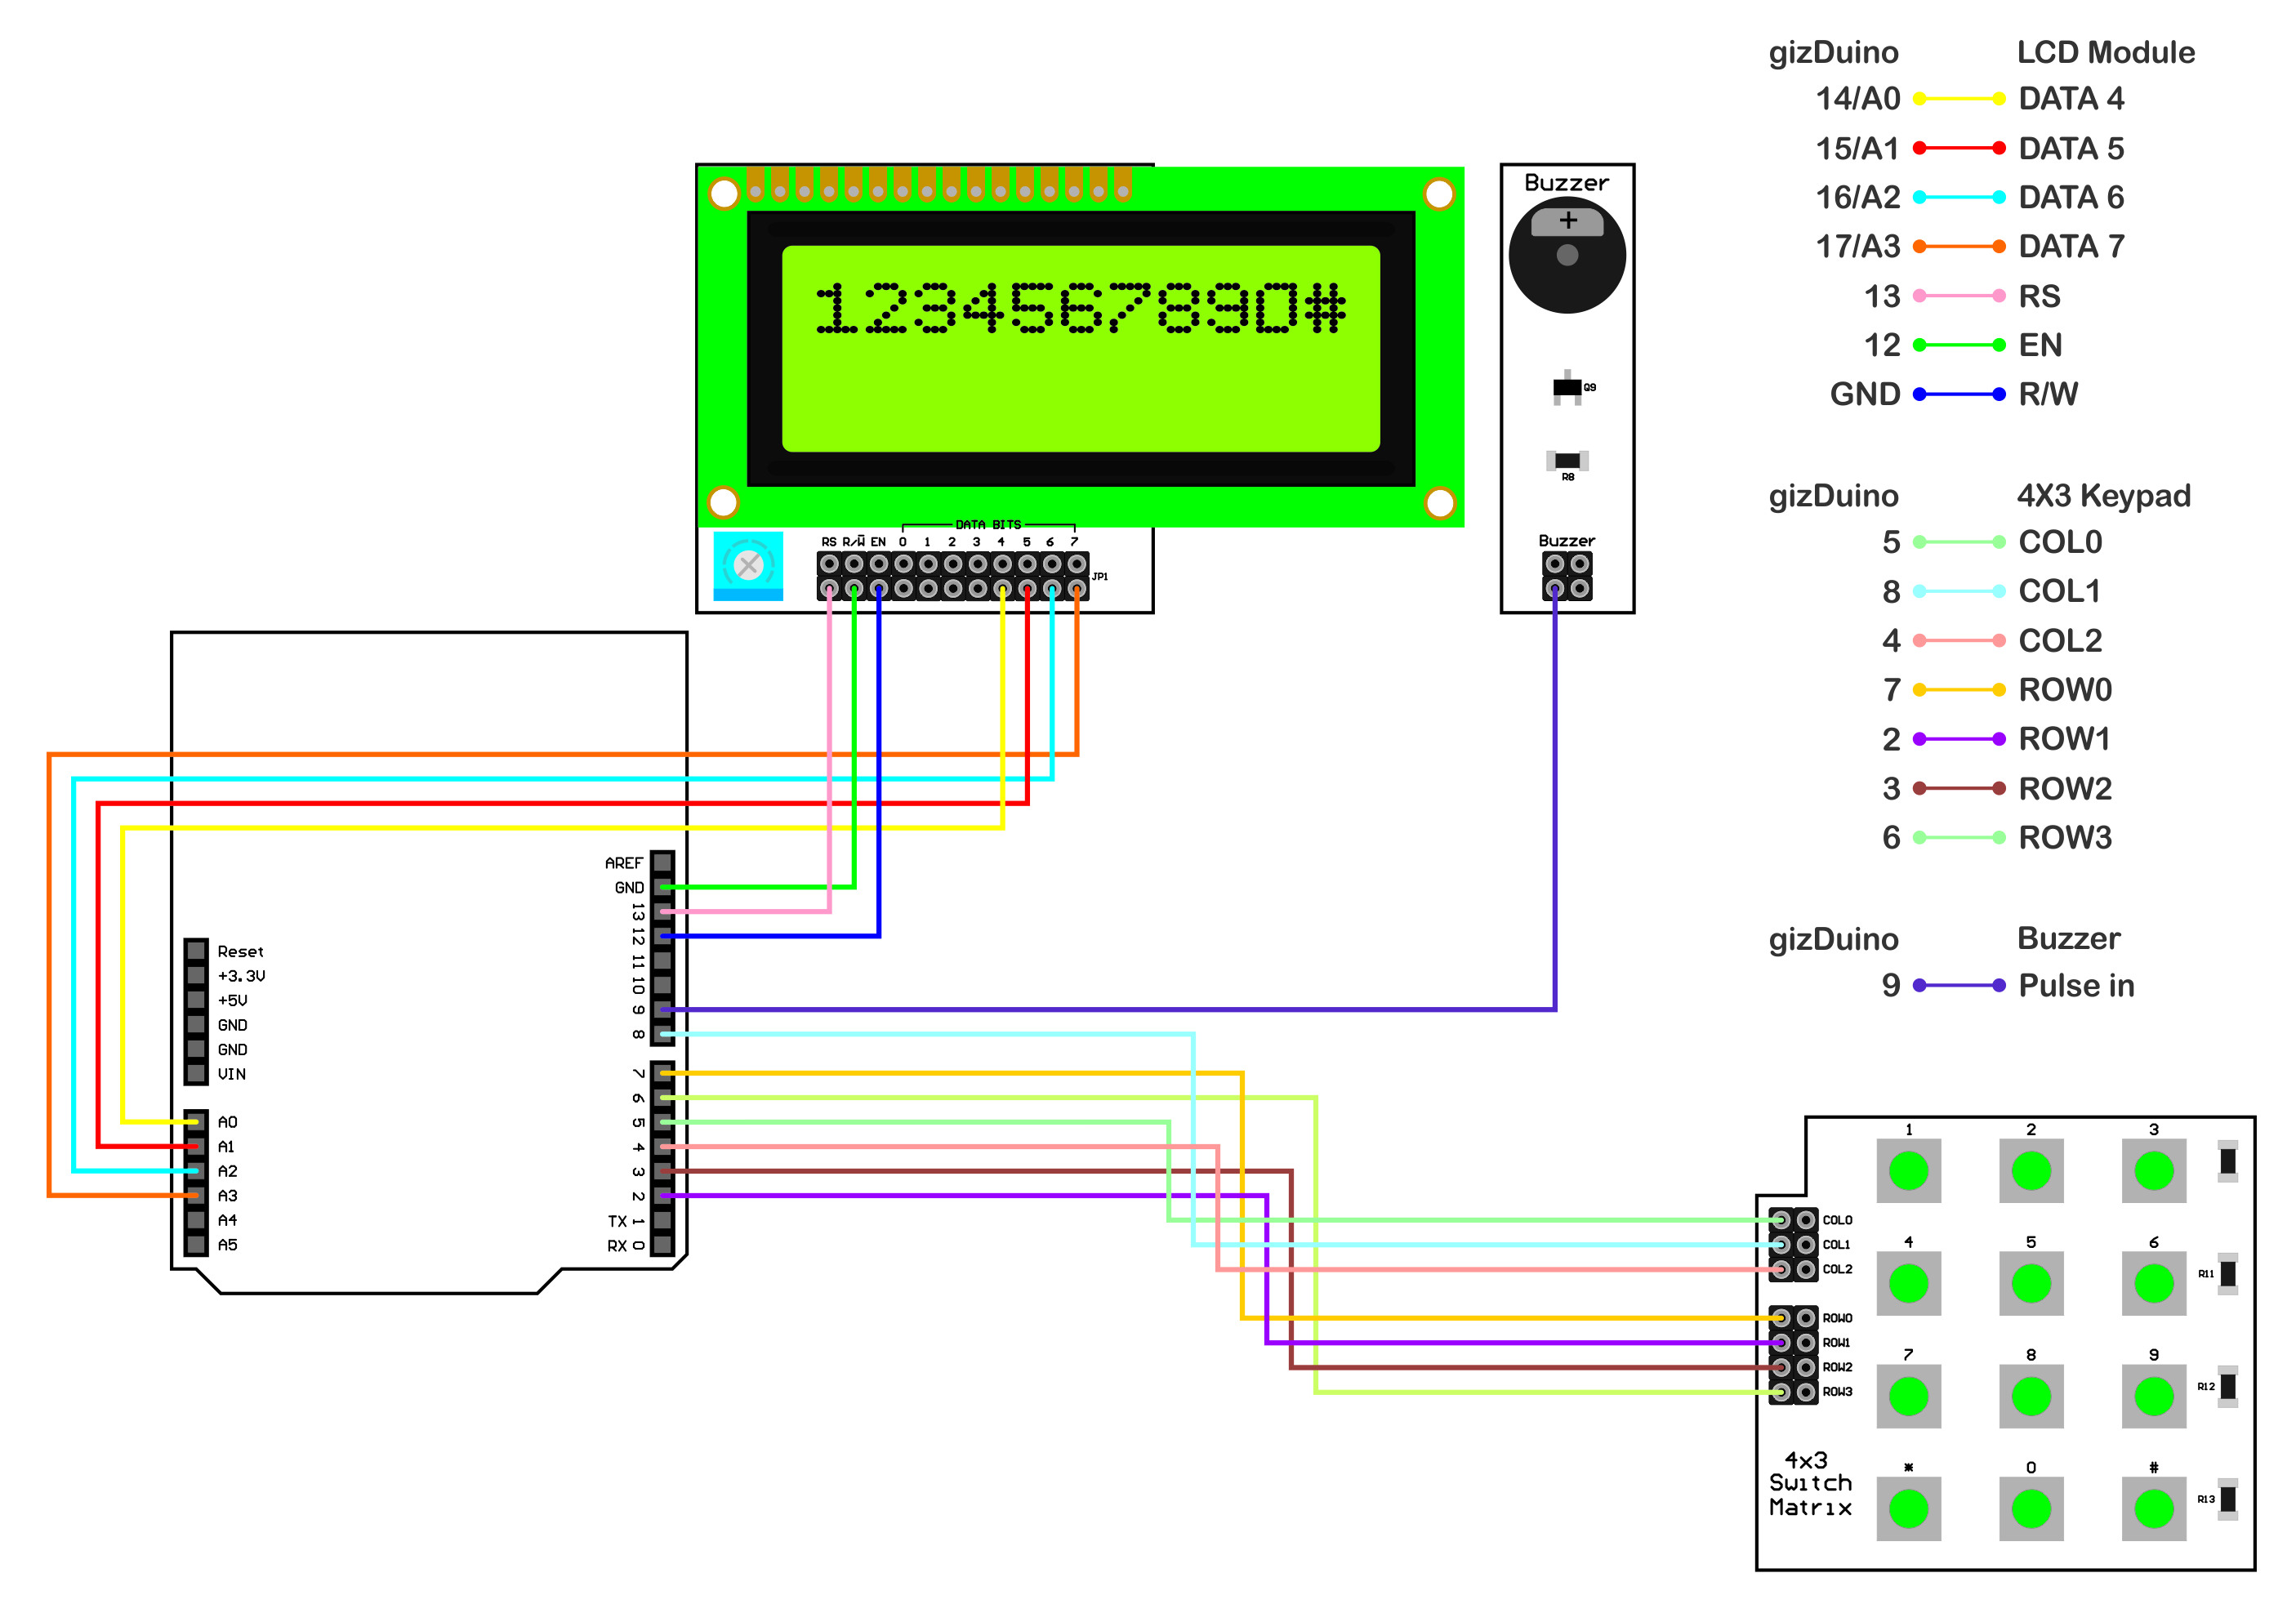 gizDuino LCD Module
14/A0 DATA 4
15/A1 DATA 5
16/A2 DATA 6
17/A3 DATA 7
13 RS
12 EN
GND R/W
gizDuino 4X3 Keypad
5 COL0
8 COL1
4 COL2
7 ROW0
2 ROW1
3 ROW2
6 ROW3
gizDuino Buzzer
9 Pulse in
1234567890#
DATA BITS
RS R/W̅ EN 0 1 2 3 4 5 6 7
JP1
Buzzer
+
Q9
R8
Buzzer
AREF
GND
13
12
11
10
9
8
7
6
5
4
3
2
TX 1
RX 0
Reset
+3.3V
+5V
GND
GND
VIN
A0
A1
A2
A3
A4
A5
1 2 3
COL0
COL1
COL2
4 5 6
R11
ROW0
ROW1
ROW2
ROW3
7 8 9
R12
4x3
Switch
Matrix
* 0 #
R13